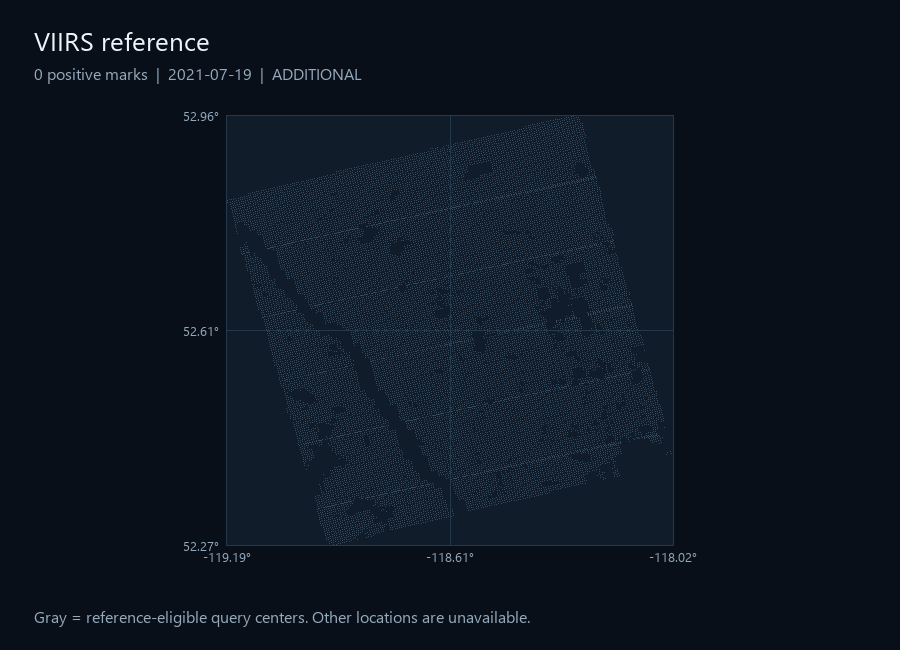 VIIRS reference
0 positive marks | 2021-07-19 | ADDITIONAL
52.96°
52.61°
52.27°
-119.19°
-118.61°
-118.02°
Gray = reference-eligible query centers. Other locations are unavailable.